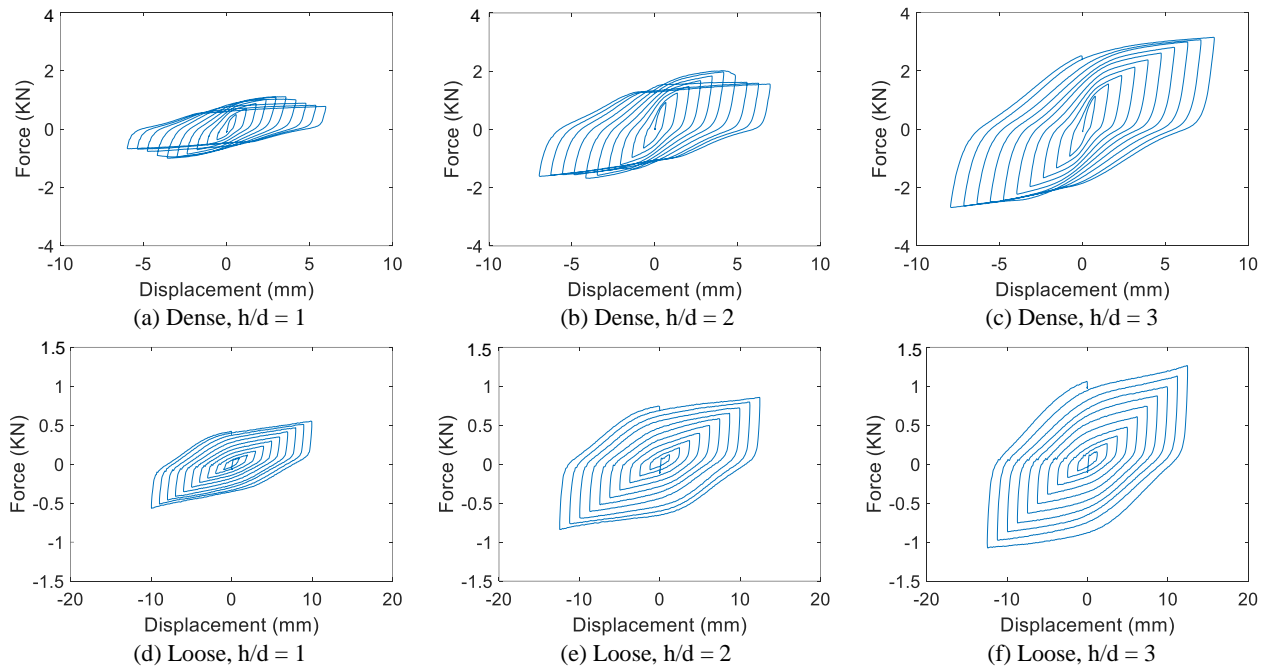 4
2
0
-2
-4
Force (KN)
-10 -5 0 5 10
Displacement (mm)
(a) Dense, h/d = 1
4
2
0
-2
-4
Force (KN)
-10 -5 0 5 10
Displacement (mm)
(b) Dense, h/d = 2
4
2
0
-2
-4
Force (KN)
-10 -5 0 5 10
Displacement (mm)
(c) Dense, h/d = 3
1.5
1
0.5
0
-0.5
-1
-1.5
Force (KN)
-20 -10 0 10 20
Displacement (mm)
(d) Loose, h/d = 1
1.5
1
0.5
0
-0.5
-1
-1.5
Force (KN)
-20 -10 0 10 20
Displacement (mm)
(e) Loose, h/d = 2
1.5
1
0.5
0
-0.5
-1
-1.5
Force (KN)
-20 -10 0 10 20
Displacement (mm)
(f) Loose, h/d = 3